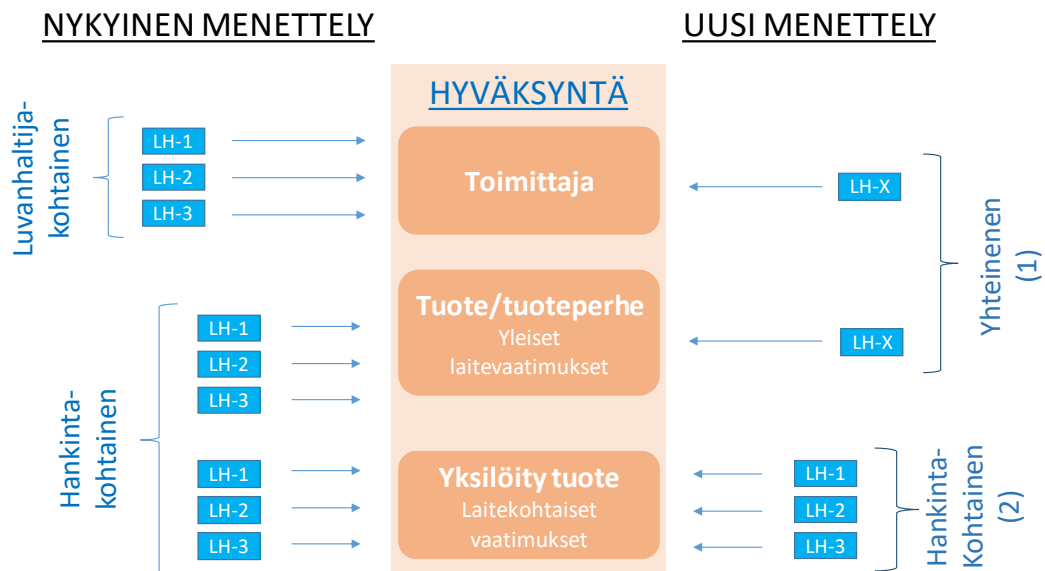 NYKYINEN MENETTELY
UUSI MENETTELY
HYVÄKSYNTÄ
Luvanhaltija-
kohtainen
LH-1
LH-2
LH-3
Toimittaja
LH-X
Yhteinenen
(1)
Hankinta-
kohtainen
LH-1
LH-2
LH-3
Tuote/tuoteperhe
Yleiset
laitevaatimukset
LH-X
LH-1
LH-2
LH-3
Yksilöity tuote
Laitekohtaiset
vaatimukset
LH-1
LH-2
LH-3
Hankinta-
Kohtainen
(2)